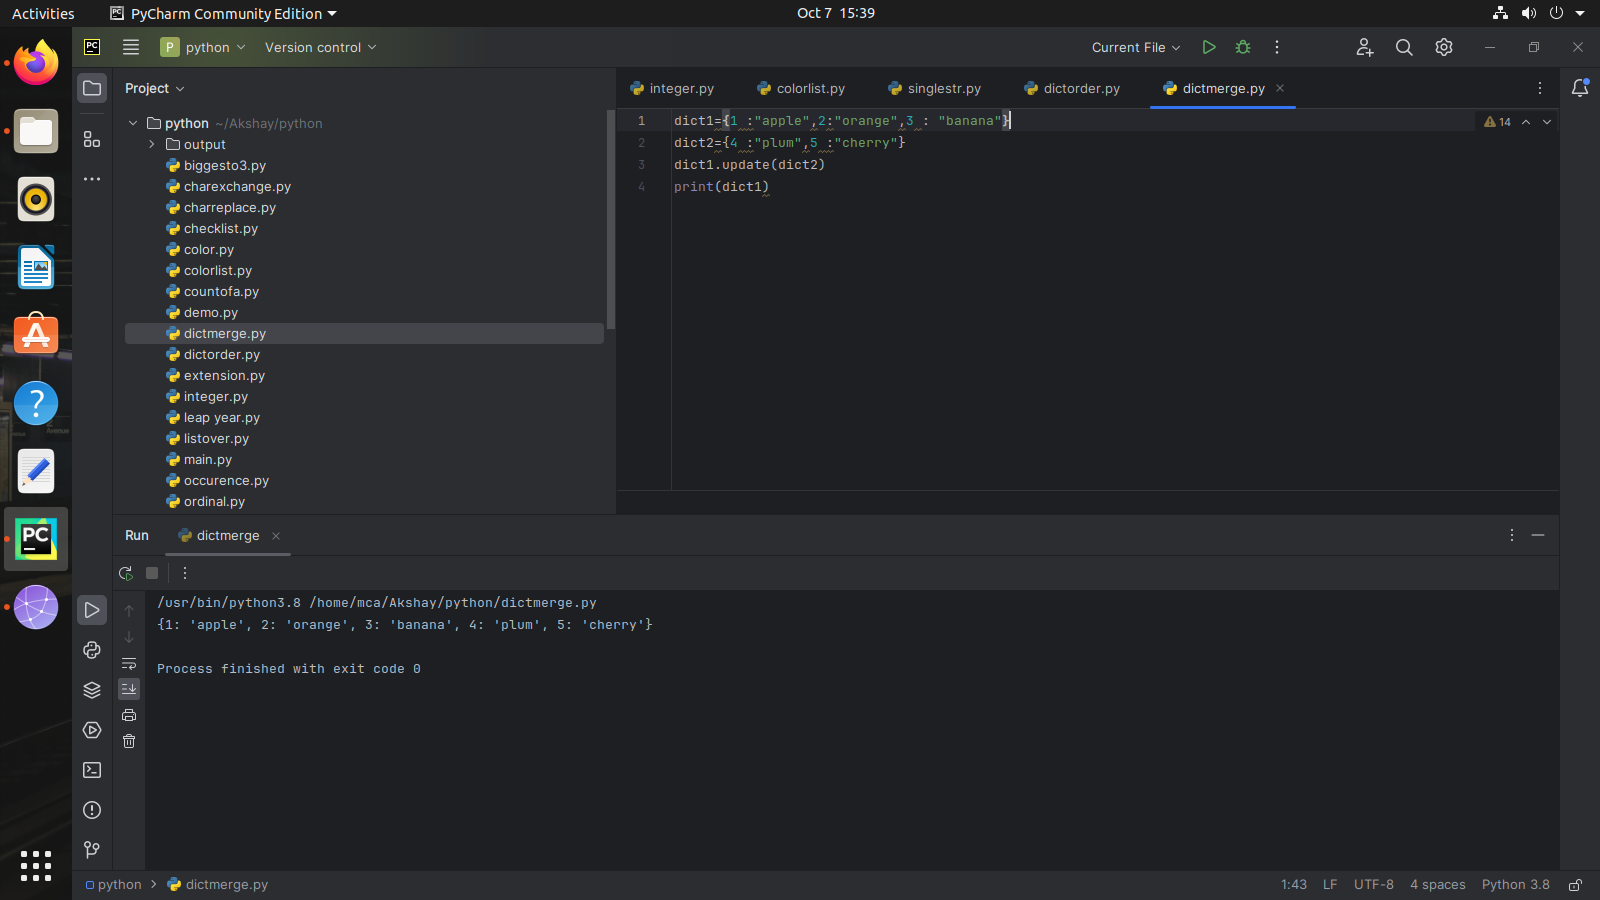 Activities PyCharm Community Edition Oct 7 15:39
PC P python Version control Current File
Project
python ~/Akshay/python
output
biggesto3.py
charexchange.py
charreplace.py
checklist.py
color.py
colorlist.py
countofa.py
demo.py
dictmerge.py
dictorder.py
extension.py
integer.py
leap year.py
listover.py
main.py
occurence.py
ordinal.py
integer.py colorlist.py singlestr.py dictorder.py dictmerge.py
1 dict1={1 :"apple",2:"orange",3 : "banana"}
14
2 dict2={4 :"plum",5 :"cherry"}
3 dict1.update(dict2)
4 print(dict1)
Run dictmerge
/usr/bin/python3.8 /home/mca/Akshay/python/dictmerge.py
{1: 'apple', 2: 'orange', 3: 'banana', 4: 'plum', 5: 'cherry'}
Process finished with exit code 0
PC
python dictmerge.py 1:43 LF UTF-8 4 spaces Python 3.8